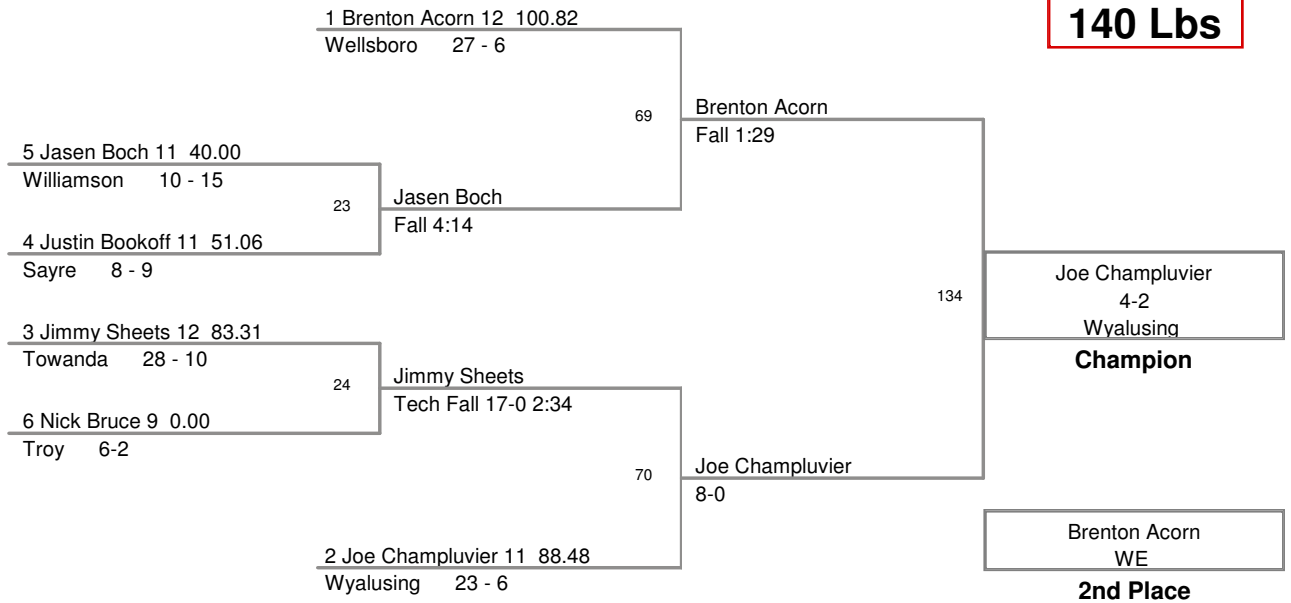 140 Lbs
1 Brenton Acorn 12 100.82
Wellsboro 27 - 6
69
Brenton Acorn
Fall 1:29
5 Jasen Boch 11 40.00
Williamson 10 - 15
23
Jasen Boch
Fall 4:14
4 Justin Bookoff 11 51.06
Sayre 8 - 9
134
Joe Champluvier
4-2
Wyalusing
Champion
3 Jimmy Sheets 12 83.31
Towanda 28 - 10
24
Jimmy Sheets
Tech Fall 17-0 2:34
6 Nick Bruce 9 0.00
Troy 6-2
70
Joe Champluvier
8-0
2 Joe Champluvier 11 88.48
Wyalusing 23 - 6
Brenton Acorn
WE
2nd Place